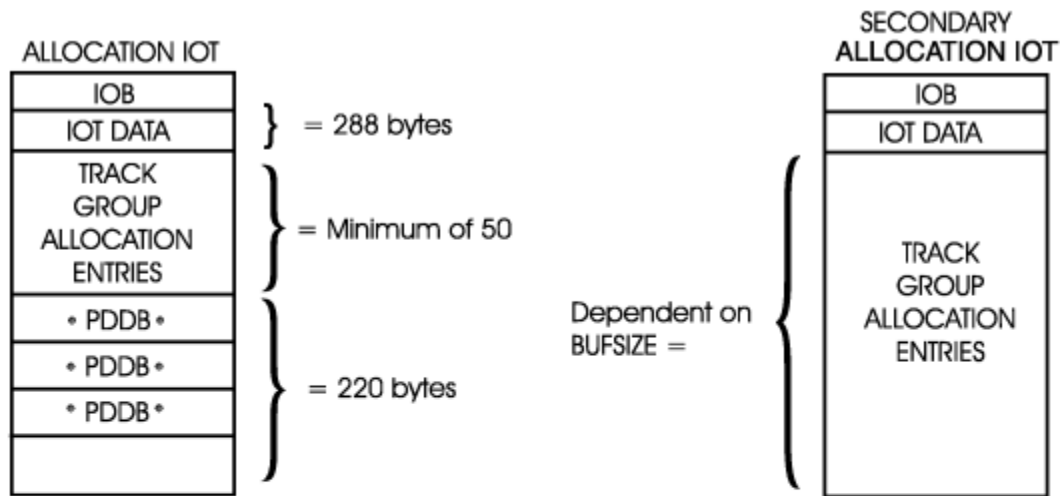 ALLOCATION IOT
IOB
IOT DATA
= 288 bytes
TRACK
GROUP
ALLOCATION
ENTRIES
= Minimum of 50
• PDDB •
• PDDB •
• PDDB •
= 220 bytes
SECONDARY
ALLOCATION IOT
IOB
IOT DATA
Dependent on
BUFSIZE =
TRACK
GROUP
ALLOCATION
ENTRIES